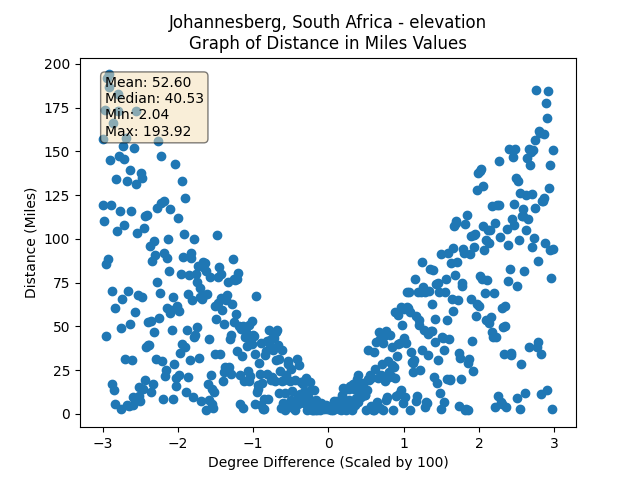 Johannesberg, South Africa - elevation
Graph of Distance in Miles Values
Mean: 52.60
Median: 40.53
Min: 2.04
Max: 193.92
200
175
150
125
100
75
50
25
0
Distance (Miles)
−3
−2
−1
0
1
2
3
Degree Difference (Scaled by 100)